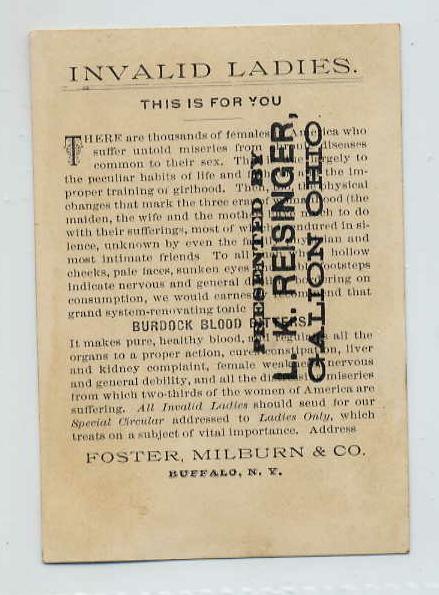 INVALID LADIES.
THIS IS FOR YOU
THERE are thousands of females America who
suffer untold miseries from diseases
common to their sex. largely to
the peculiar habits of life and the im-
proper training of girlhood. physical
changes that mark the three (the
maiden, the wife and the much to do
with their sufferings, most of endured in si-
lence, unknown by even the and
most intimate friends To all hollow
cheeks, pale faces, sunken eyes footsteps
indicate nervous and general on
consumption, we would that
grand system-renovating tonic
BURDOCK BLOOD BITTERS.
It makes pure, healthy blood, all the
organs to a proper action, constipation, liver
and kidney complaint, female nervous
and general debility, and all the miseries
from which two-thirds of the women of America are
suffering. All Invalid Ladies should send for our
Special Circular addressed to Ladies Only, which
treats on a subject of vital importance. Address
FOSTER, MILBURN & CO.
BUFFALO, N. Y.
PRESENTED BY
L. K. REISINGER,
GALION OHIO